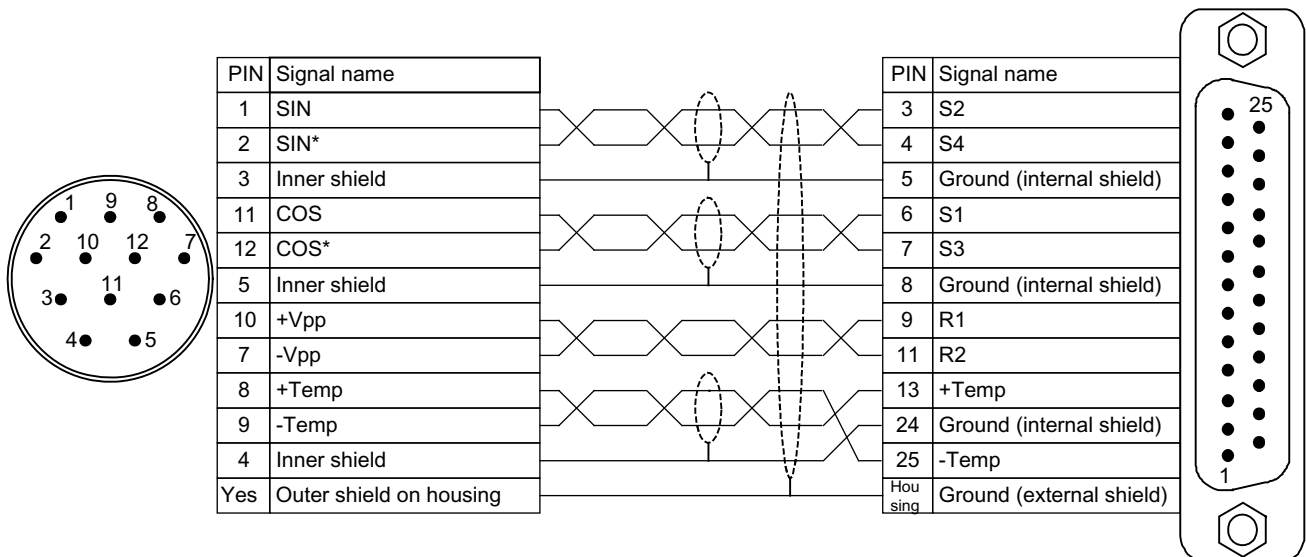 PIN Signal name
1 SIN
2 SIN*
3 Inner shield
11 COS
12 COS*
5 Inner shield
10 +Vpp
7 -Vpp
8 +Temp
9 -Temp
4 Inner shield
Yes Outer shield on housing
PIN Signal name
3 S2
4 S4
5 Ground (internal shield)
6 S1
7 S3
8 Ground (internal shield)
9 R1
11 R2
13 +Temp
24 Ground (internal shield)
25 -Temp
Hou
sing Ground (external shield)
1 9 8
2 10 12 7
3 11 6
4 5
25
1